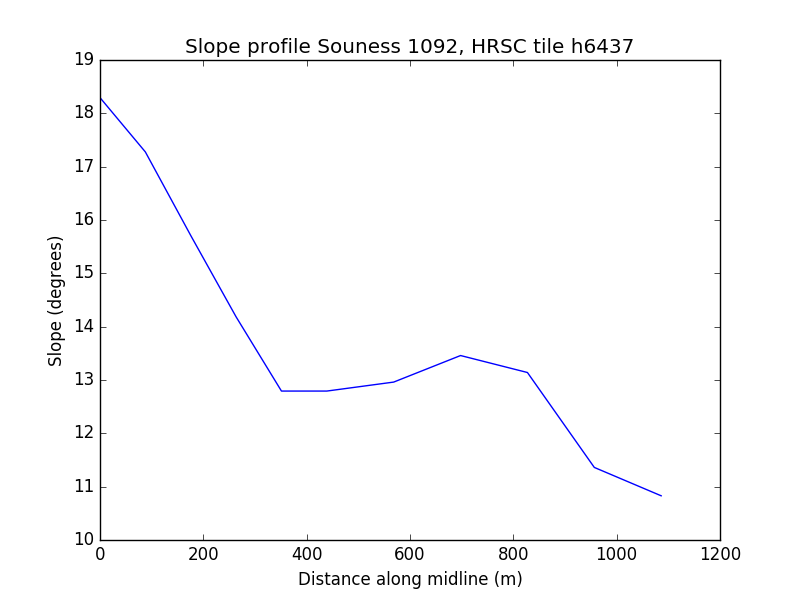 Slope profile Souness 1092, HRSC tile h6437
19
18
17
16
15
14
13
12
11
10
Slope (degrees)
0 200 400 600 800 1000 1200
Distance along midline (m)